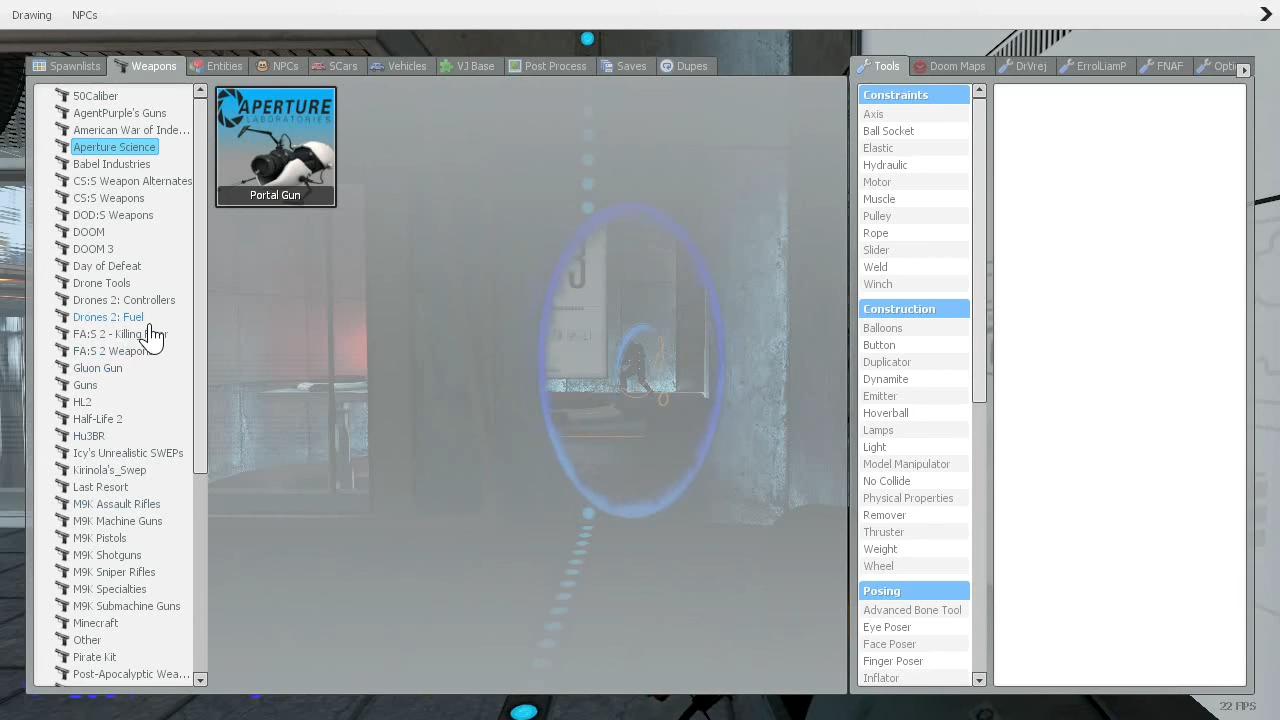 Drawing NPCs
Spawnlists Weapons Entities NPCs SCars Vehicles VJ Base Post Process Saves Dupes
Tools Doom Maps DrVrej ErrolLiamP FNAF
50Caliber
AgentPurple's Guns
American War of Inde...
Aperture Science
Babel Industries
CS:S Weapon Alternates
CS:S Weapons
DOD:S Weapons
DOOM
DOOM 3
Day of Defeat
Drone Tools
Drones 2: Controllers
Drones 2: Fuel
FA:S 2 - Killing
FA:S 2 Weapon
Gluon Gun
Guns
HL2
Half-Life 2
Hu3BR
Icy's Unrealistic SWEPs
Kirinola's_Swep
Last Resort
M9K Assault Rifles
M9K Machine Guns
M9K Pistols
M9K Shotguns
M9K Sniper Rifles
M9K Specialties
M9K Submachine Guns
Minecraft
Other
Pirate Kit
Post-Apocalyptic Wea...
APERTURE
LABORATORIES
Portal Gun
3
Constraints
Axis
Ball Socket
Elastic
Hydraulic
Motor
Muscle
Pulley
Rope
Slider
Weld
Winch
Construction
Balloons
Button
Duplicator
Dynamite
Emitter
Hoverball
Lamps
Light
Model Manipulator
No Collide
Physical Properties
Remover
Thruster
Weight
Wheel
Posing
Advanced Bone Tool
Eye Poser
Face Poser
Finger Poser
Inflator
22 FPS